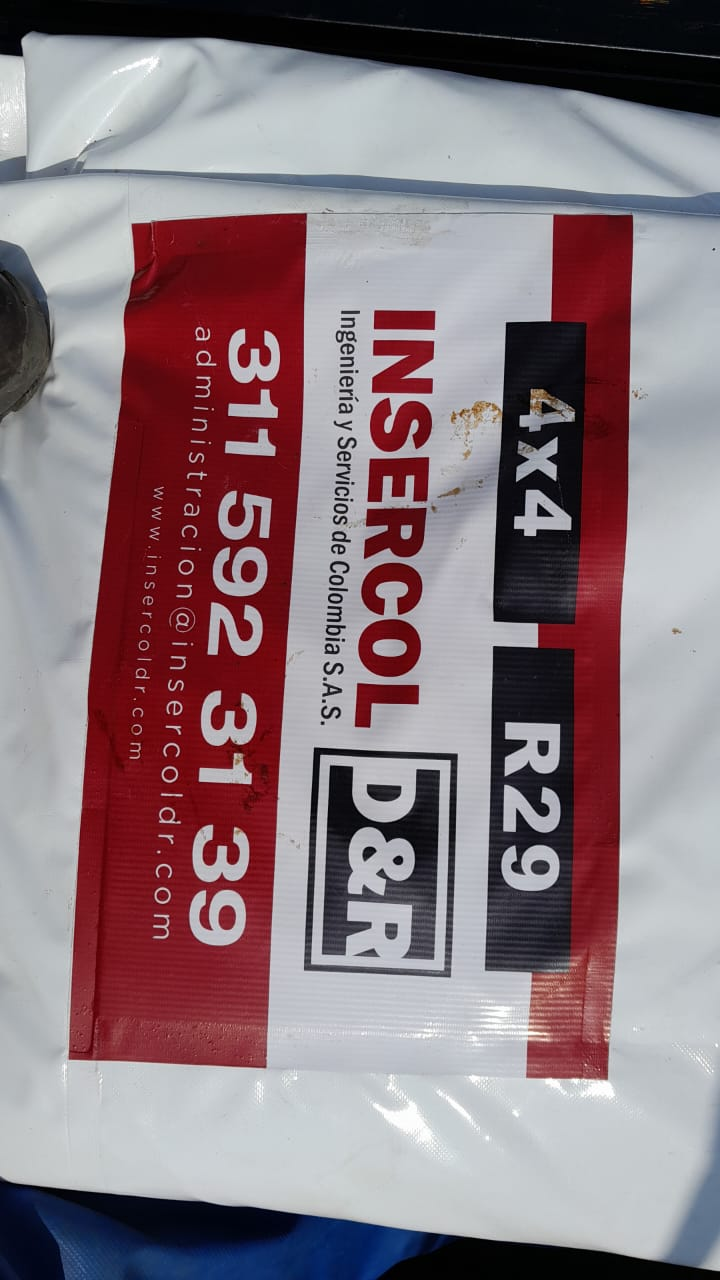 4x4 R29
INSERCOL
Ingeniería y Servicios de Colombia S.A.S.
D&R
311 592 31 39
administracion@insercoldr.com
www.insercoldr.com